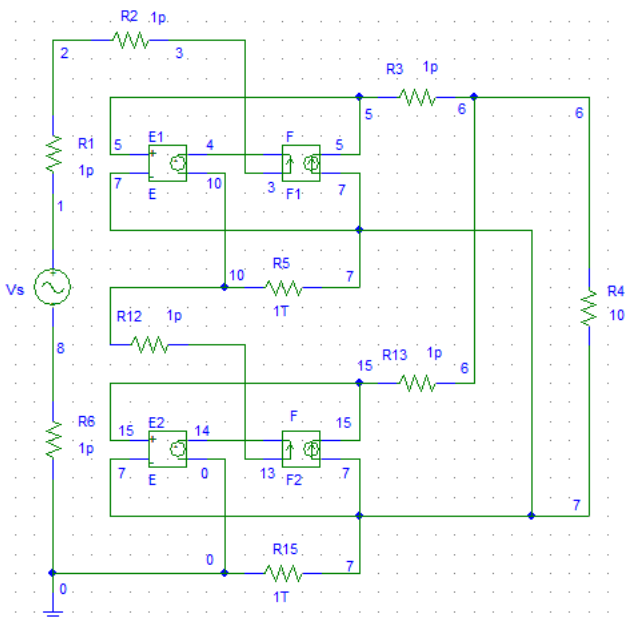 R2 1p
2 3
R3 1p
5 6 6
R1 1p
5 E1 4 F 5
7 E 10 3 F1 7
1
Vs
10 R5 7
1T
R12 1p
R4 10
8
15 R13 1p 6
R6 1p
15 E2 14 F 15
7 E 0 13 F2 7
7
0 R15 7
1T
0